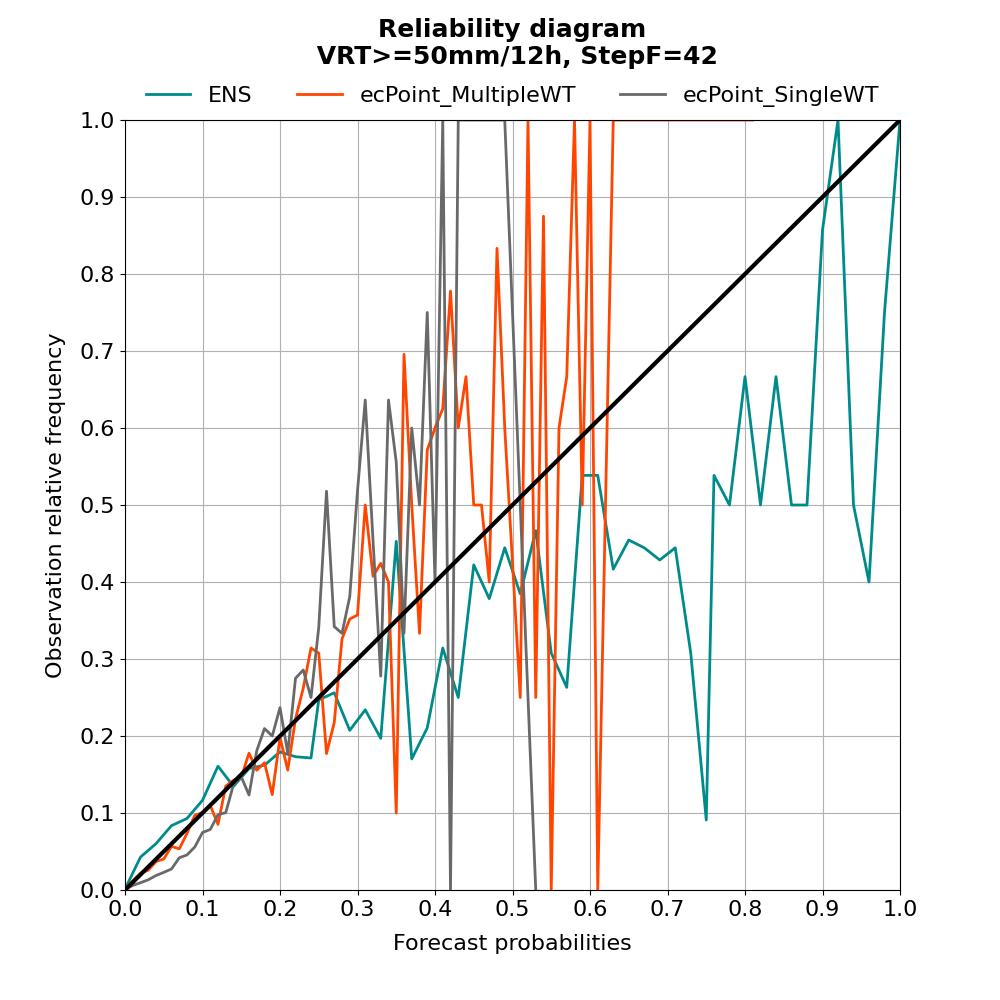 Reliability diagram
VRT>=50mm/12h, StepF=42
ENS ecPoint_MultipleWT ecPoint_SingleWT
1.0
0.9
0.8
0.7
0.6
0.5
0.4
0.3
0.2
0.1
0.0
Observation relative frequency
0.0 0.1 0.2 0.3 0.4 0.5 0.6 0.7 0.8 0.9 1.0
Forecast probabilities